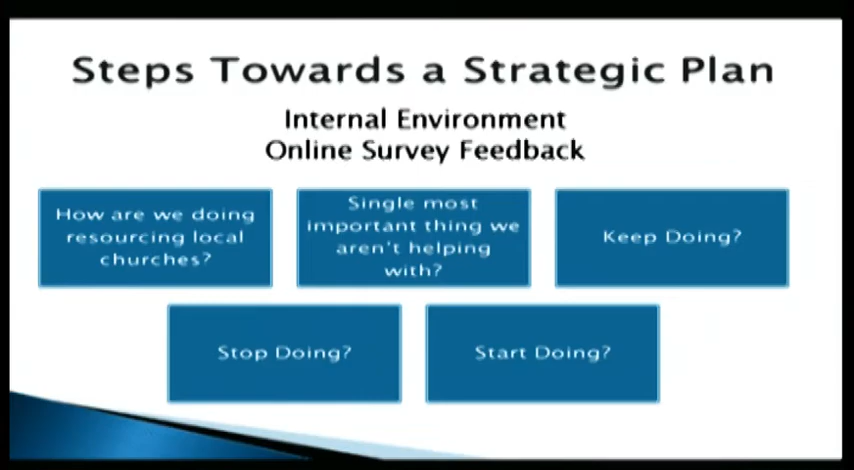 Steps Towards a Strategic Plan
Internal Environment
Online Survey Feedback
How are we doing
resourcing local
churches?
Single most
important thing we
aren't helping
with?
Keep Doing?
Stop Doing?
Start Doing?